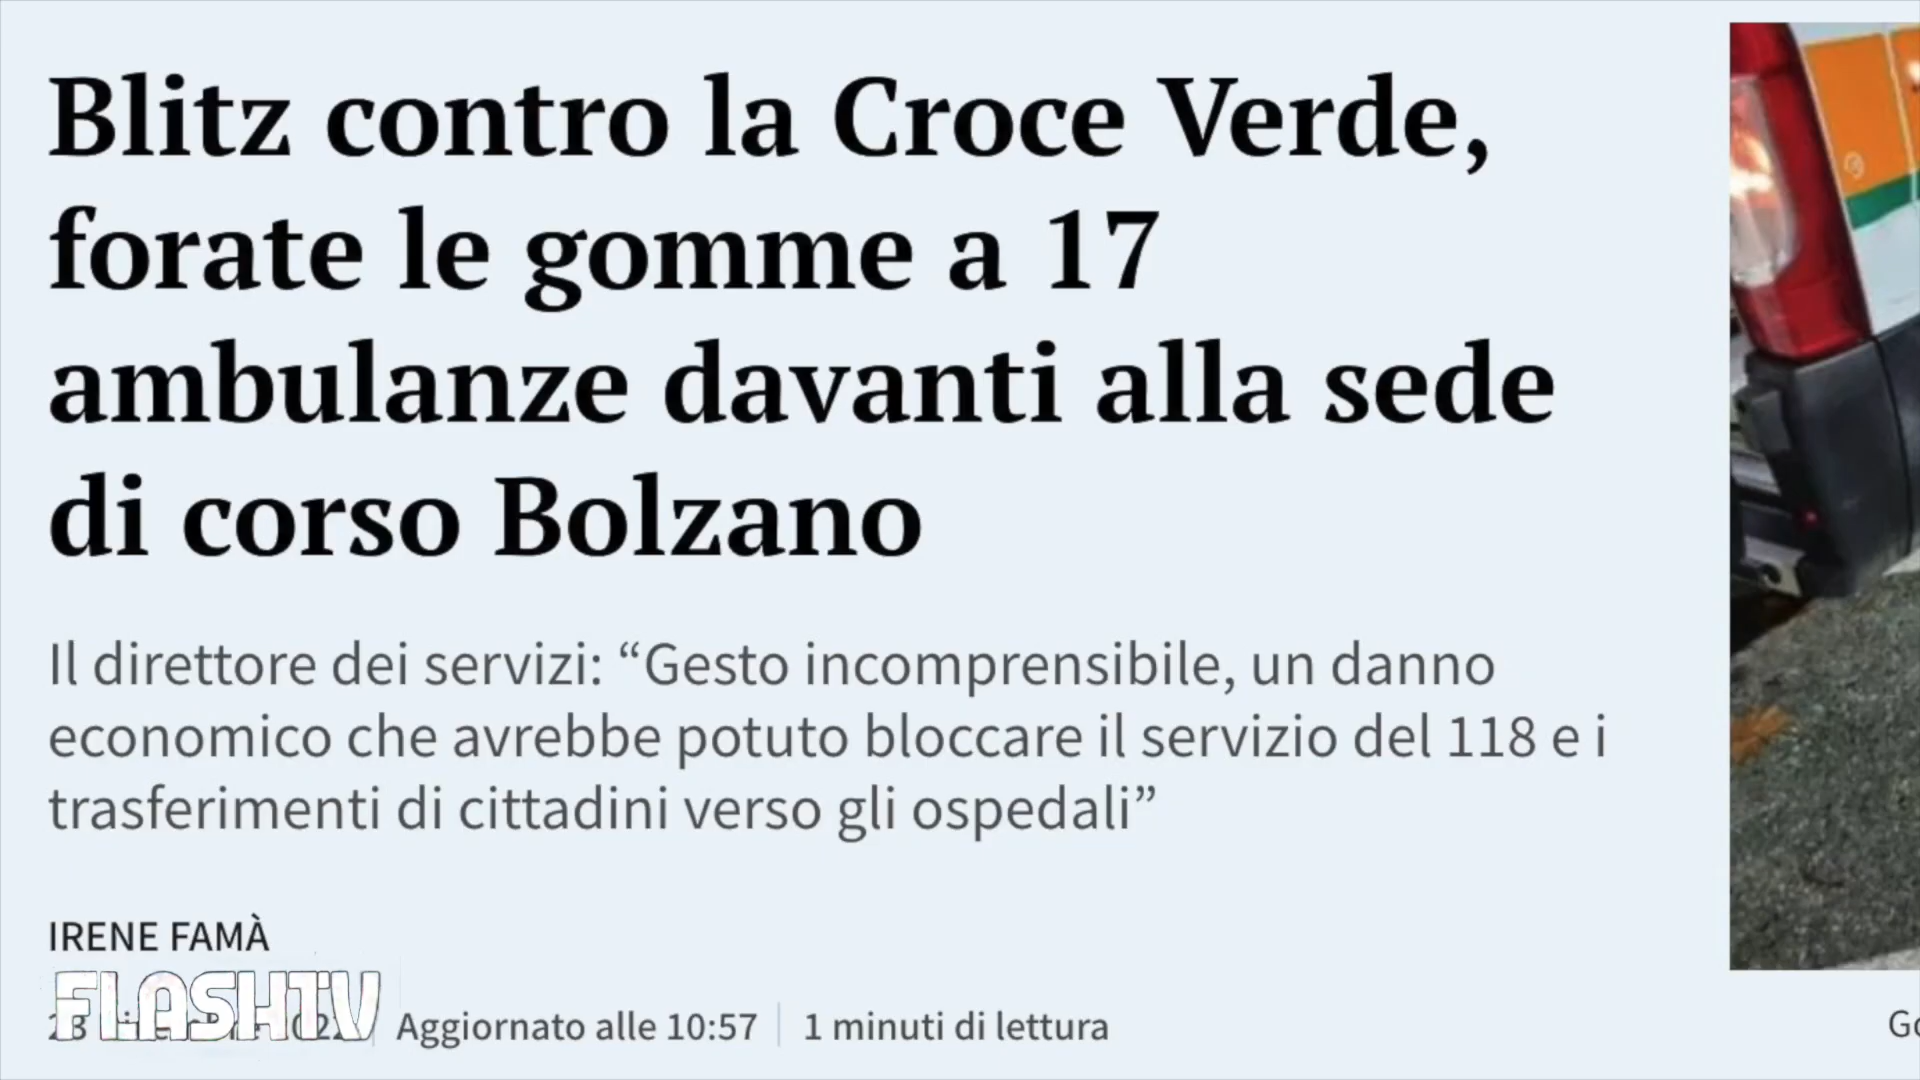 Blitz contro la Croce Verde,
forate le gomme a 17
ambulanze davanti alla sede
di corso Bolzano
Il direttore dei servizi: “Gesto incomprensibile, un danno
economico che avrebbe potuto bloccare il servizio del 118 e i
trasferimenti di cittadini verso gli ospedali”
IRENE FAMÀ
FLASHTV
Aggiornato alle 10:57 1 minuti di lettura